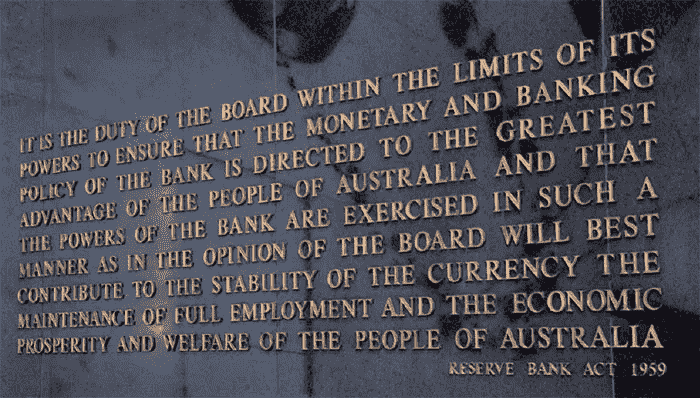 IT IS THE DUTY OF THE BOARD WITHIN THE LIMITS OF ITS
POWERS TO ENSURE THAT THE MONETARY AND BANKING
POLICY OF THE BANK IS DIRECTED TO THE GREATEST
ADVANTAGE OF THE PEOPLE OF AUSTRALIA AND THAT
THE POWERS OF THE BANK ARE EXERCISED IN SUCH A
MANNER AS IN THE OPINION OF THE BOARD WILL BEST
CONTRIBUTE TO THE STABILITY OF THE CURRENCY THE
MAINTENANCE OF FULL EMPLOYMENT AND THE ECONOMIC
PROSPERITY AND WELFARE OF THE PEOPLE OF AUSTRALIA
RESERVE BANK ACT 1959